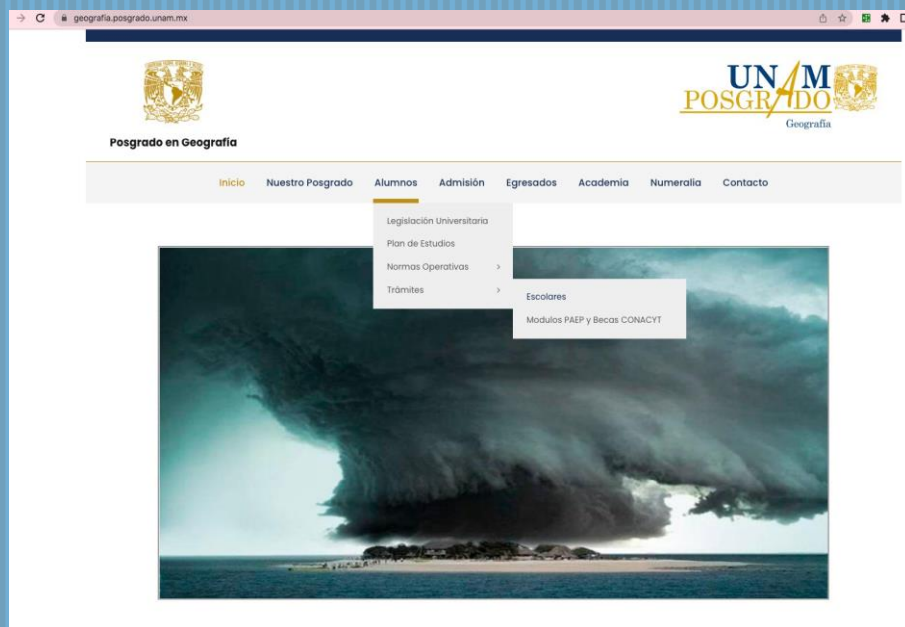 geografia.posgrado.unam.mx
UNAM
POSGRADO
Geografía
Posgrado en Geografía
Inicio Nuestro Posgrado Alumnos Admisión Egresados Academia Numeralia Contacto
Legislación Universitaria
Plan de Estudios
Normas Operativas >
Trámites >
Escolares
Modulos PAEP y Becas CONACYT